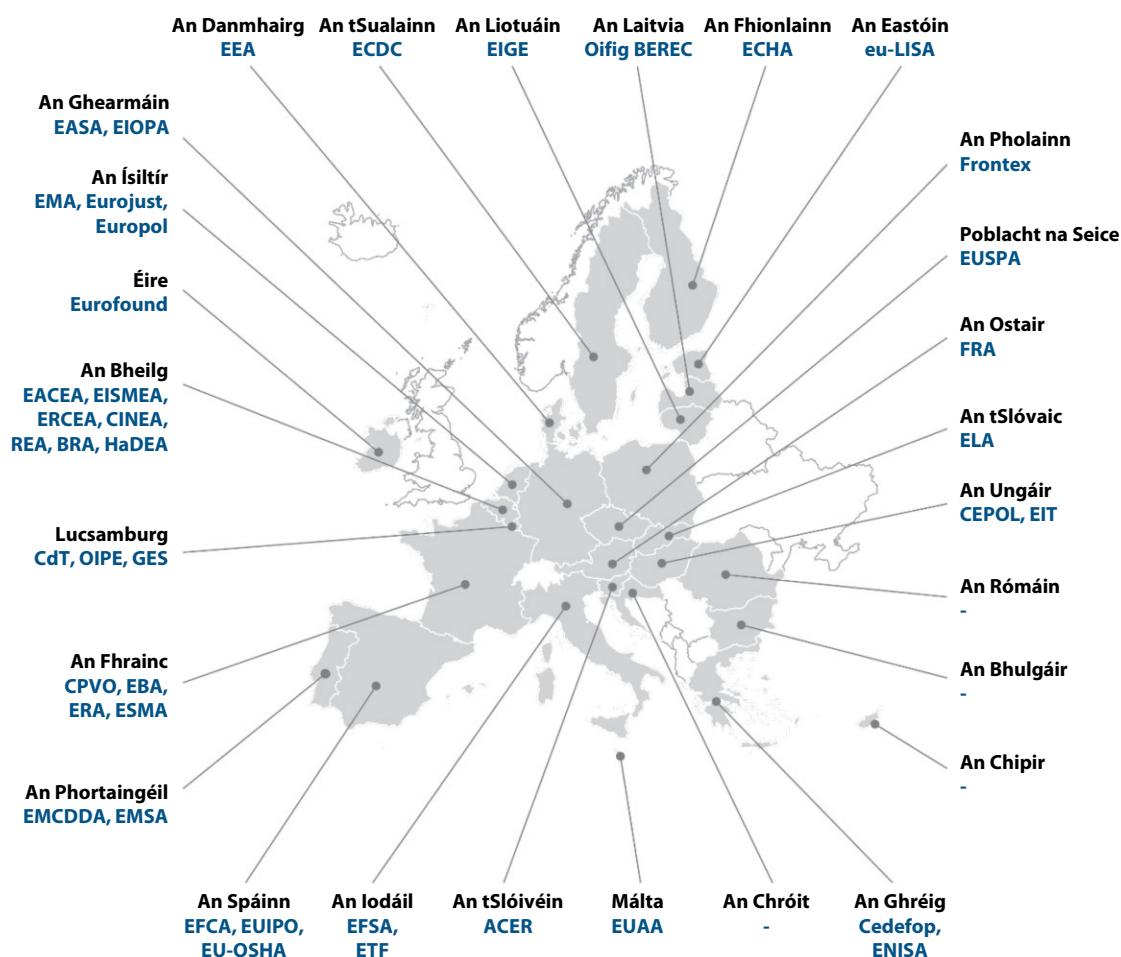 An Danmhairg
EEA
An tSualainn
ECDC
An Liotuáin
EIGE
An Laitvia
Oifig BEREC
An Fhionlainn
ECHA
An Eastóin
eu-LISA
An Ghearmáin
EASA, EIOPA
An Ísiltír
EMA, Eurojust,
Europol
Éire
Eurofound
An Bheilg
EACEA, EISMEA,
ERCEA, CINEA,
REA, BRA, HaDEA
Lucsamburg
CdT, OIPE, GES
An Fhrainc
CPVO, EBA,
ERA, ESMA
An Phortaingéil
EMCDDA, EMSA
An Pholainn
Frontex
Poblacht na Seice
EUSPA
An Ostair
FRA
An tSlóvaic
ELA
An Ungáir
CEPOL, EIT
An Rómáin
-
An Bhulgáir
-
An Chipir
-
An Spáinn
EFCA, EUIPO,
EU-OSHA
An Iodáil
EFSA,
ETF
An tSlóivéin
ACER
Málta
EUAA
An Chróit
-
An Ghréig
Cedefop,
ENISA